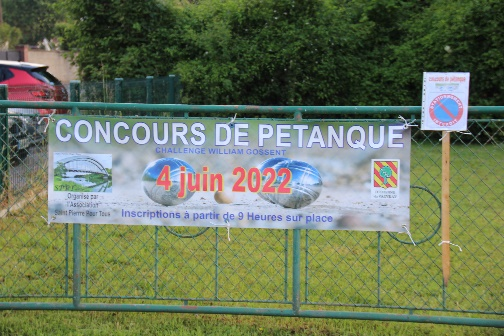 CONCOURS DE PETANQUE
CHALLENGE WILLIAM GOSSENT
4 juin 2022
Organisé par
l'Association
Saint Pierre Pour Tous
Inscriptions à partir de 9 Heures sur place